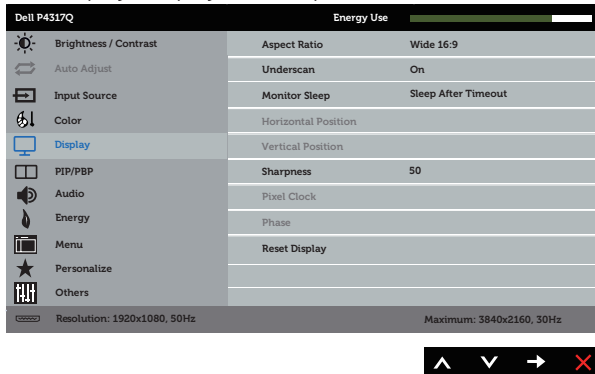 Dell P4317Q Energy Use
Brightness / Contrast Aspect Ratio Wide 16:9
Auto Adjust Underscan On
Input Source Monitor Sleep Sleep After Timeout
Color Horizontal Position
Display Vertical Position
PIP/PBP Sharpness 50
Audio Pixel Clock
Energy Phase
Menu Reset Display
Personalize
Others
Resolution: 1920x1080, 50Hz Maximum: 3840x2160, 30Hz